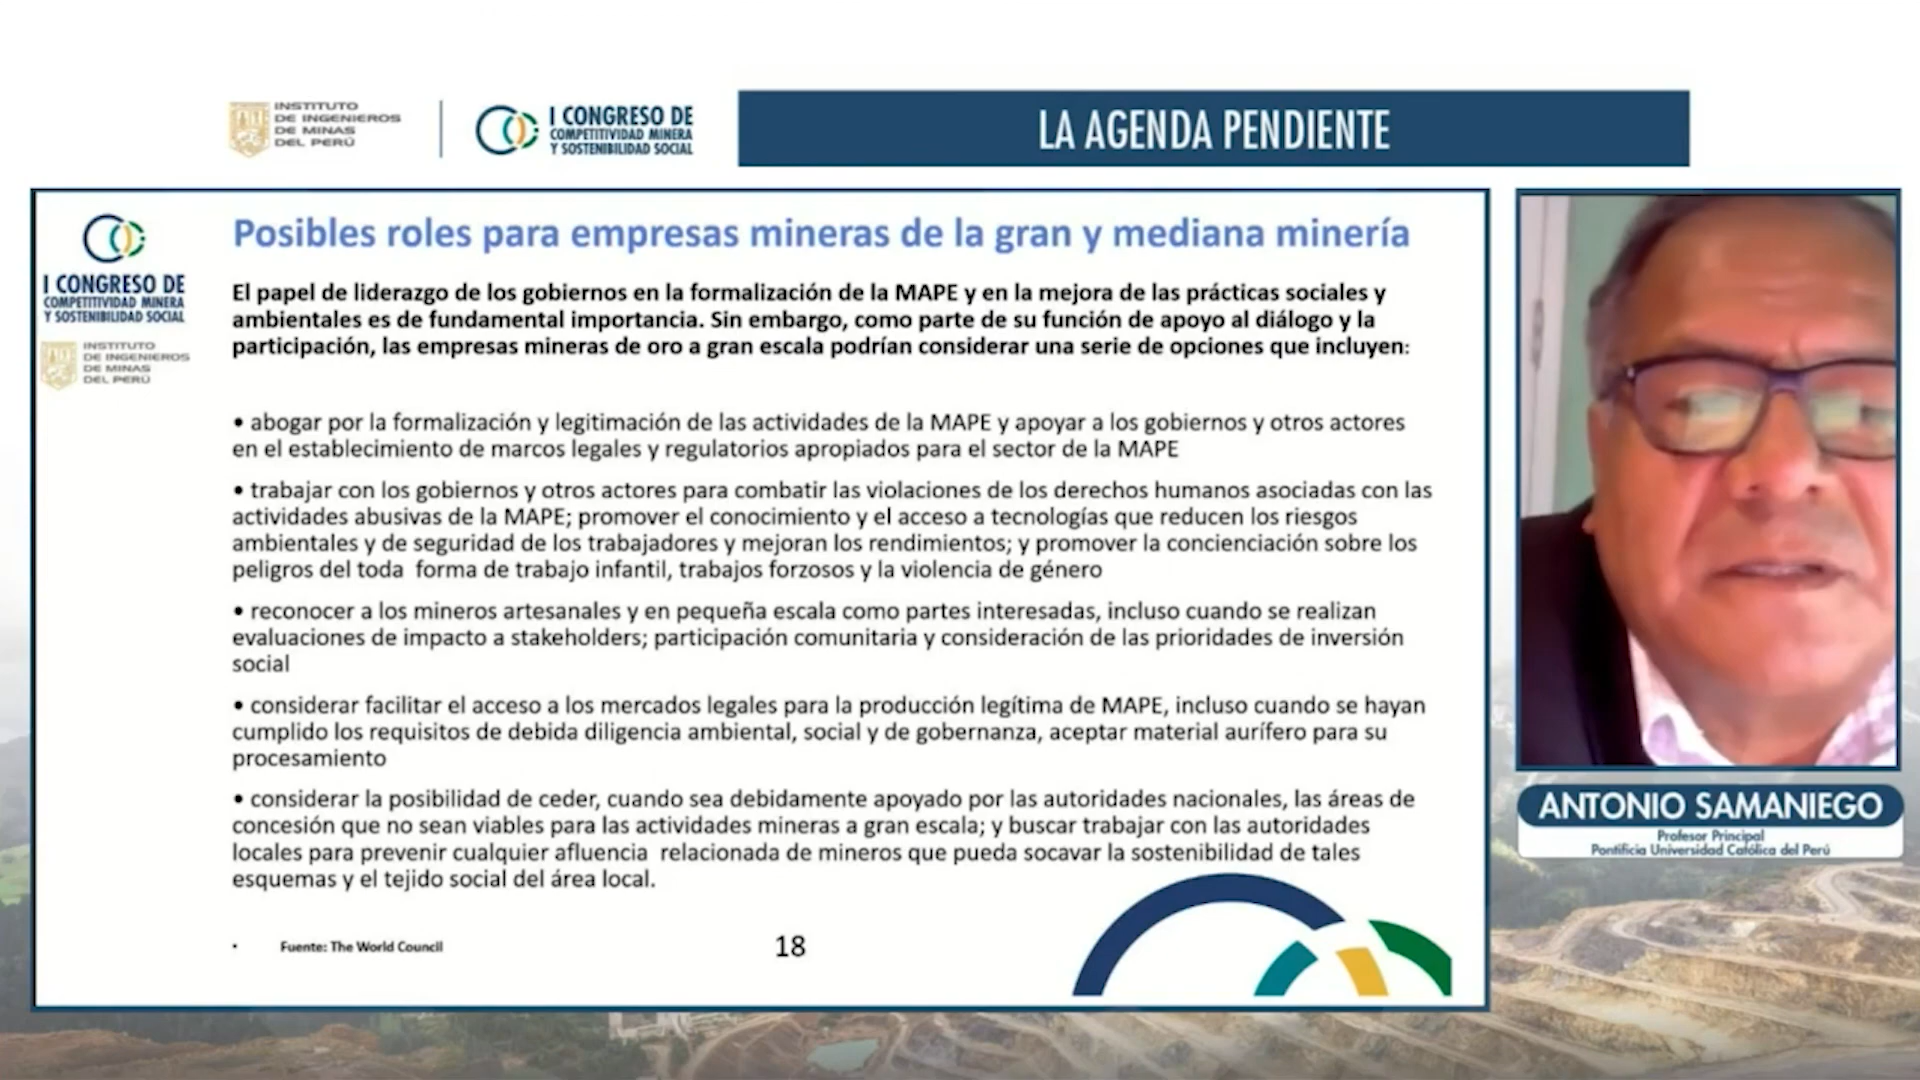 INSTITUTO
DE INGENIEROS
DE MINAS
DEL PERÚ
I CONGRESO DE
COMPETITIVIDAD MINERA
Y SOSTENIBILIDAD SOCIAL
LA AGENDA PENDIENTE
I CONGRESO DE
COMPETITIVIDAD MINERA
Y SOSTENIBILIDAD SOCIAL
INSTITUTO
DE INGENIEROS
DE MINAS
DEL PERÚ
Posibles roles para empresas mineras de la gran y mediana minería
El papel de liderazgo de los gobiernos en la formalización de la MAPE y en la mejora de las prácticas sociales y
ambientales es de fundamental importancia. Sin embargo, como parte de su función de apoyo al diálogo y la
participación, las empresas mineras de oro a gran escala podrían considerar una serie de opciones que incluyen:
• abogar por la formalización y legitimación de las actividades de la MAPE y apoyar a los gobiernos y otros actores
en el establecimiento de marcos legales y regulatorios apropiados para el sector de la MAPE
• trabajar con los gobiernos y otros actores para combatir las violaciones de los derechos humanos asociadas con las
actividades abusivas de la MAPE; promover el conocimiento y el acceso a tecnologías que reducen los riesgos
ambientales y de seguridad de los trabajadores y mejoran los rendimientos; y promover la concienciación sobre los
peligros del toda forma de trabajo infantil, trabajos forzosos y la violencia de género
• reconocer a los mineros artesanales y en pequeña escala como partes interesadas, incluso cuando se realizan
evaluaciones de impacto a stakeholders; participación comunitaria y consideración de las prioridades de inversión
social
• considerar facilitar el acceso a los mercados legales para la producción legítima de MAPE, incluso cuando se hayan
cumplido los requisitos de debida diligencia ambiental, social y de gobernanza, aceptar material aurífero para su
procesamiento
• considerar la posibilidad de ceder, cuando sea debidamente apoyado por las autoridades nacionales, las áreas de
concesión que no sean viables para las actividades mineras a gran escala; y buscar trabajar con las autoridades
locales para prevenir cualquier afluencia relacionada de mineros que pueda socavar la sostenibilidad de tales
esquemas y el tejido social del área local.
• Fuente: The World Council
18
ANTONIO SAMANIEGO
Profesor Principal
Pontificia Universidad Católica del Perú